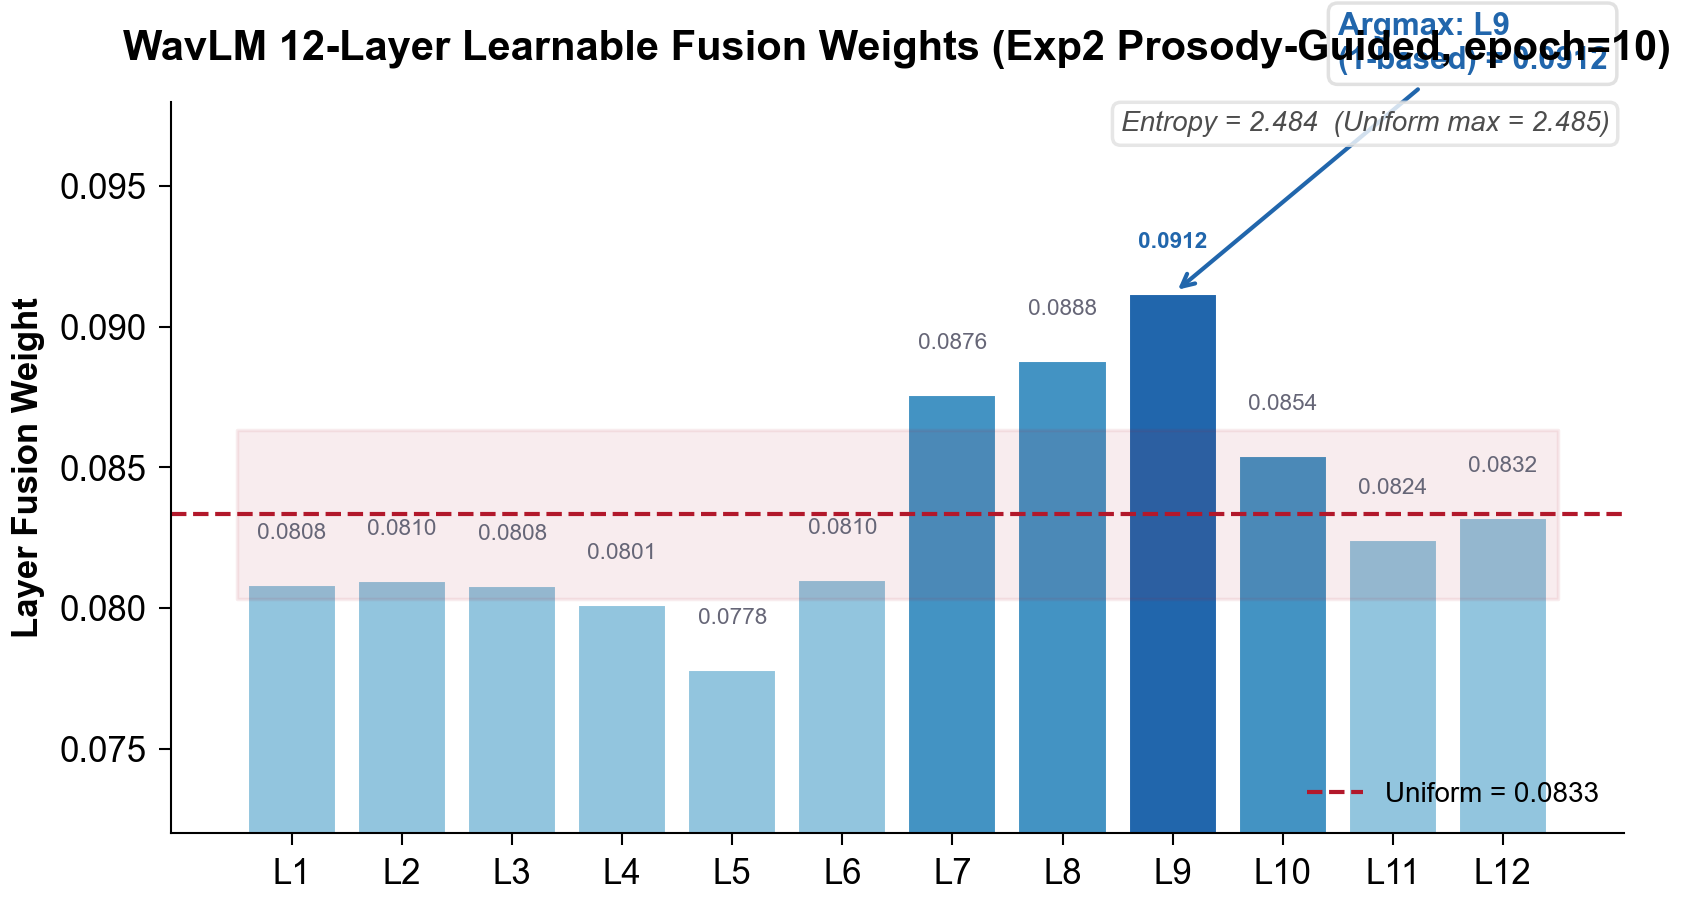 WavLM 12-Layer Learnable Fusion Weights (Exp2 Prosody-Guided, epoch=10)
Argmax: L9
(1-based) = 0.0912
Entropy = 2.484 (Uniform max = 2.485)
Layer Fusion Weight
0.095
0.090
0.085
0.080
0.075
0.0808
0.0810
0.0808
0.0801
0.0778
0.0810
0.0876
0.0888
0.0912
0.0854
0.0824
0.0832
Uniform = 0.0833
L1 L2 L3 L4 L5 L6 L7 L8 L9 L10 L11 L12